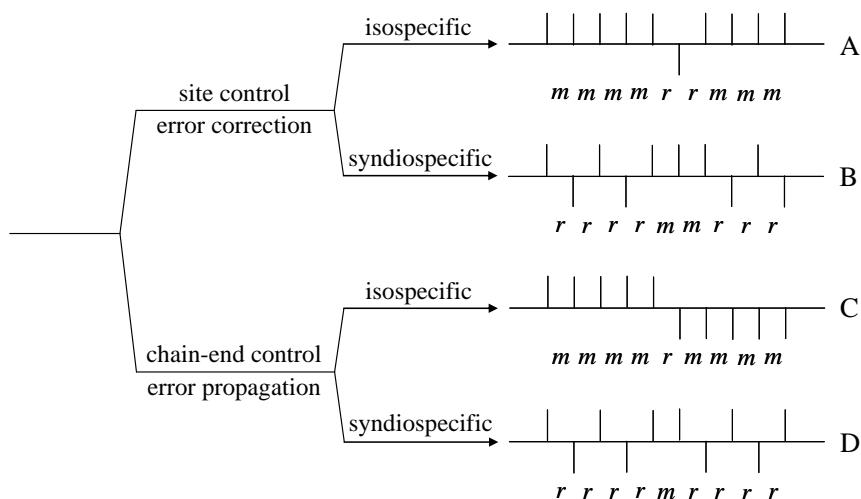 isospecific
A
m m m m r r m m m
site control
error correction
syndiospecific
B
r r r r m m r r r
isospecific
C
m m m m r m m m m
chain-end control
error propagation
syndiospecific
D
r r r r m r r r r